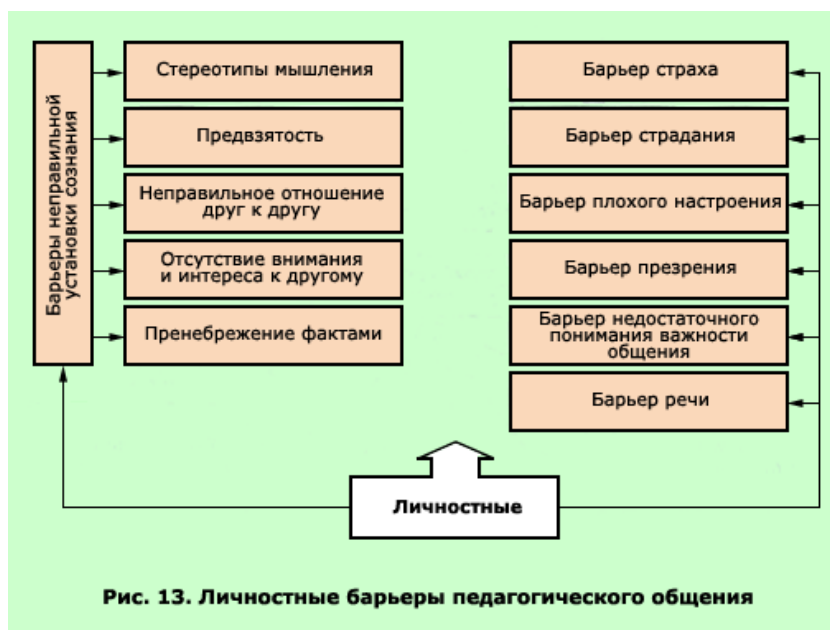 Барьеры неправильной
установки сознания
Стереотипы мышления
Предвзятость
Неправильное отношение
друг к другу
Отсутствие внимания
и интереса к другому
Пренебрежение фактами
Барьер страха
Барьер страдания
Барьер плохого настроения
Барьер презрения
Барьер недостаточного
понимания важности
общения
Барьер речи
Личностные
Рис. 13. Личностные барьеры педагогического общения